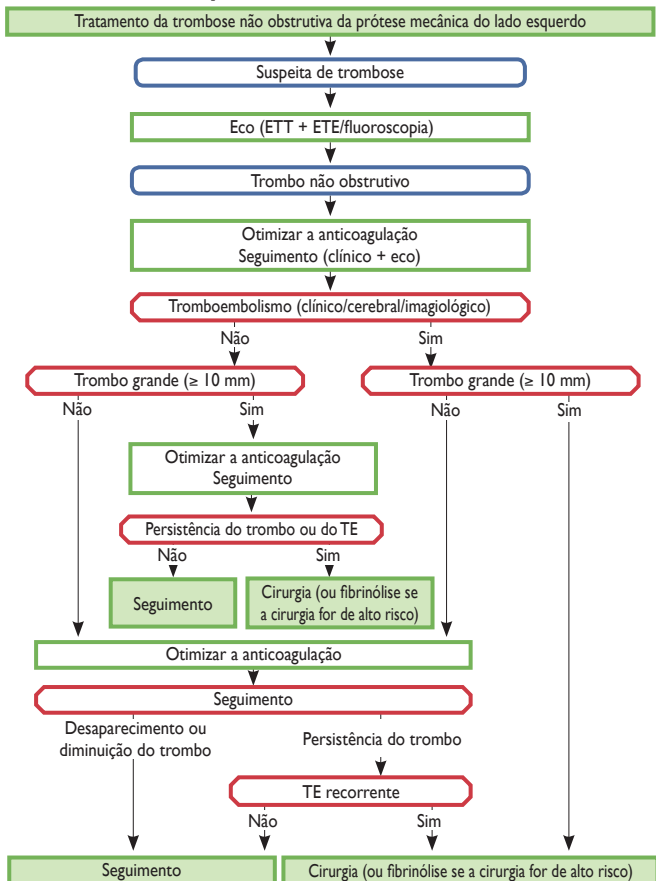 Tratamento da trombose não obstrutiva da prótese mecânica do lado esquerdo
Suspeita de trombose
Eco (ETT + ETE/fluoroscopia)
Trombo não obstrutivo
Otimizar a anticoagulação
Seguimento (clínico + eco)
Tromboembolismo (clínico/cerebral/imagiológico)
Não
Sim
Trombo grande (≥ 10 mm)
Trombo grande (≥ 10 mm)
Não
Sim
Não
Sim
Otimizar a anticoagulação
Seguimento
Persistência do trombo ou do TE
Não
Sim
Seguimento
Cirurgia (ou fibrinólise se
a cirurgia for de alto risco)
Otimizar a anticoagulação
Seguimento
Desaparecimento ou
diminuição do trombo
Persistência do trombo
TE recorrente
Não
Sim
Seguimento
Cirurgia (ou fibrinólise se a cirurgia for de alto risco)